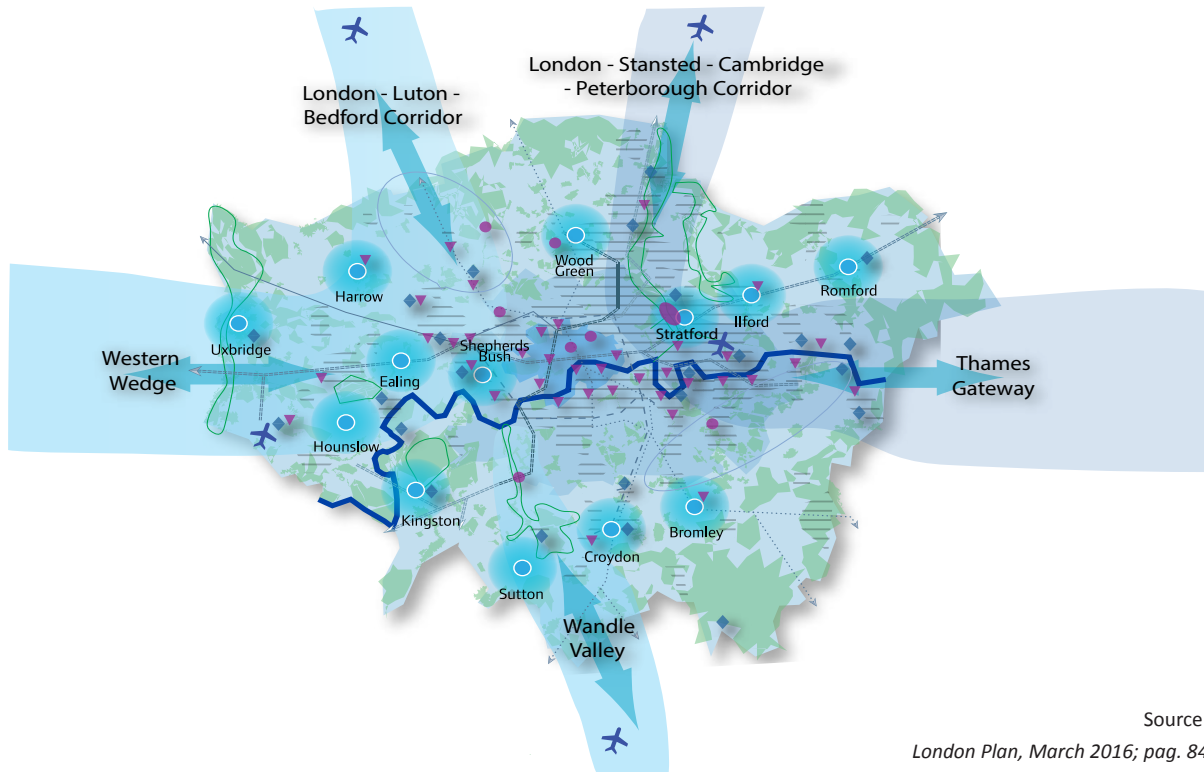 London - Stansted - Cambridge
- Peterborough Corridor
London - Luton -
Bedford Corridor
Wood
Green
Harrow
Romford
Ilford
Stratford
Uxbridge
Shepherds
Bush
Western
Wedge
Ealing
Thames
Gateway
Hounslow
Kingston
Bromley
Croydon
Sutton
Wandle
Valley
Source
London Plan, March 2016; pag. 84